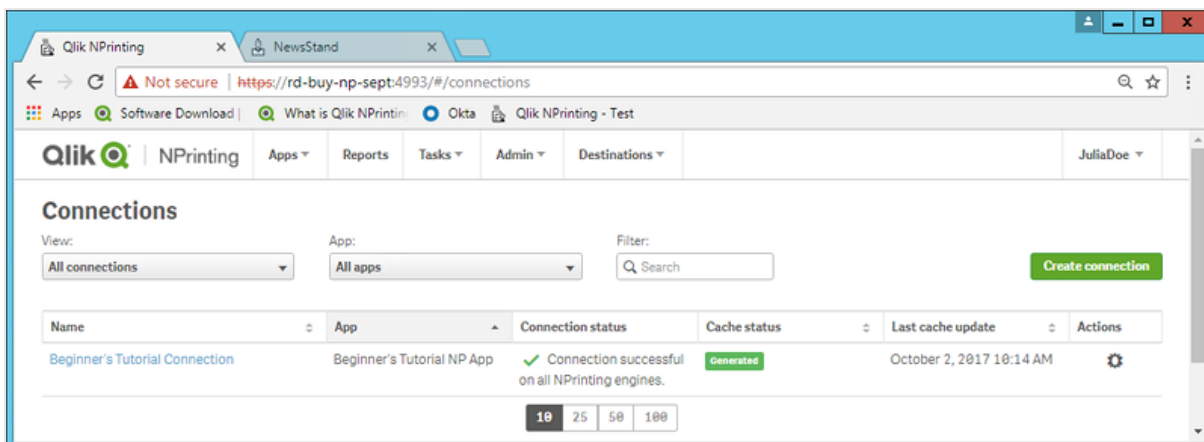 Qlik NPrinting
NewsStand
Not secure | https://rd-buy-np-sept:4993/#/connections
Apps Software Download | What is Qlik NPrintin Okta Qlik NPrinting - Test
Qlik NPrinting Apps Reports Tasks Admin Destinations JuliaDoe
Connections
View: App: Filter:
All connections All apps Search Create connection
Name App Connection status Cache status Last cache update Actions
Beginner's Tutorial Connection Beginner's Tutorial NP App Connection successful Generated October 2, 2017 10:14 AM
on all NPrinting engines.
10 25 50 100